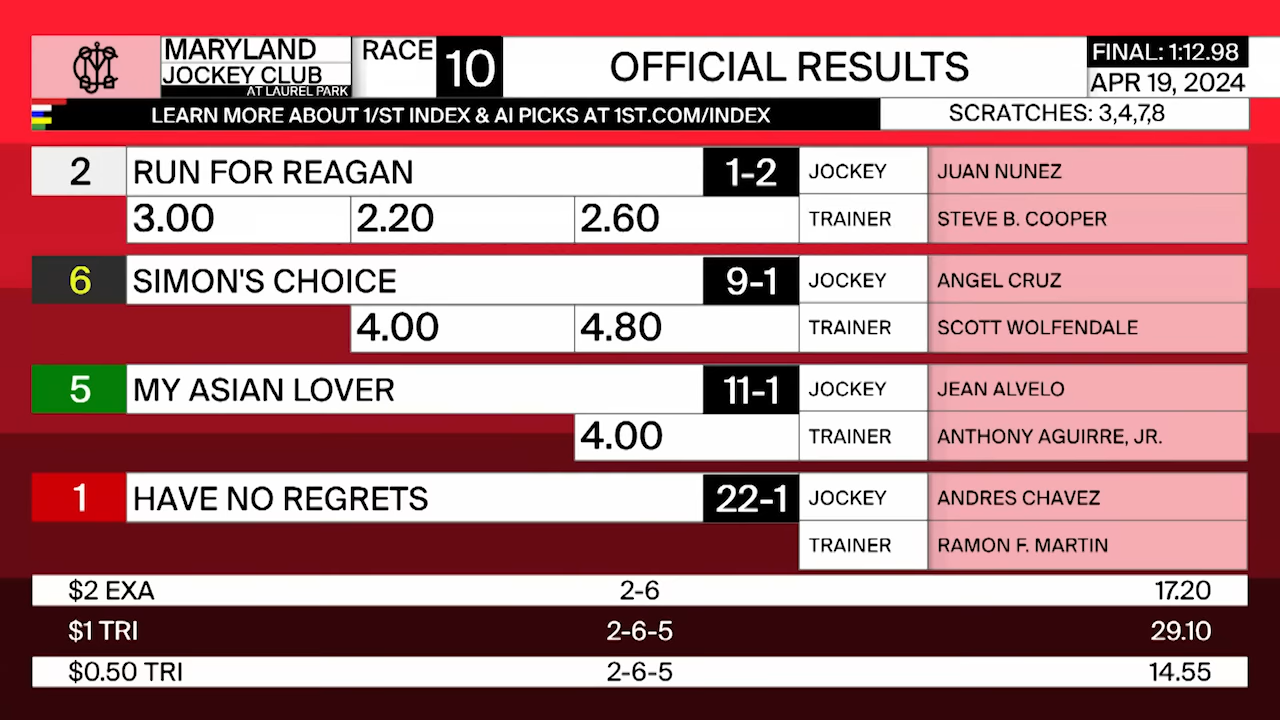 MARYLAND
JOCKEY CLUB
AT LAUREL PARK
RACE 10
OFFICIAL RESULTS
FINAL: 1:12.98
APR 19, 2024
LEARN MORE ABOUT 1/ST INDEX & AI PICKS AT 1ST.COM/INDEX
SCRATCHES: 3,4,7,8
2 RUN FOR REAGAN 1-2 JOCKEY JUAN NUNEZ
3.00 2.20 2.60 TRAINER STEVE B. COOPER
6 SIMON'S CHOICE 9-1 JOCKEY ANGEL CRUZ
4.00 4.80 TRAINER SCOTT WOLFENDALE
5 MY ASIAN LOVER 11-1 JOCKEY JEAN ALVELO
4.00 TRAINER ANTHONY AGUIRRE, JR.
1 HAVE NO REGRETS 22-1 JOCKEY ANDRES CHAVEZ
TRAINER RAMON F. MARTIN
$2 EXA 2-6 17.20
$1 TRI 2-6-5 29.10
$0.50 TRI 2-6-5 14.55